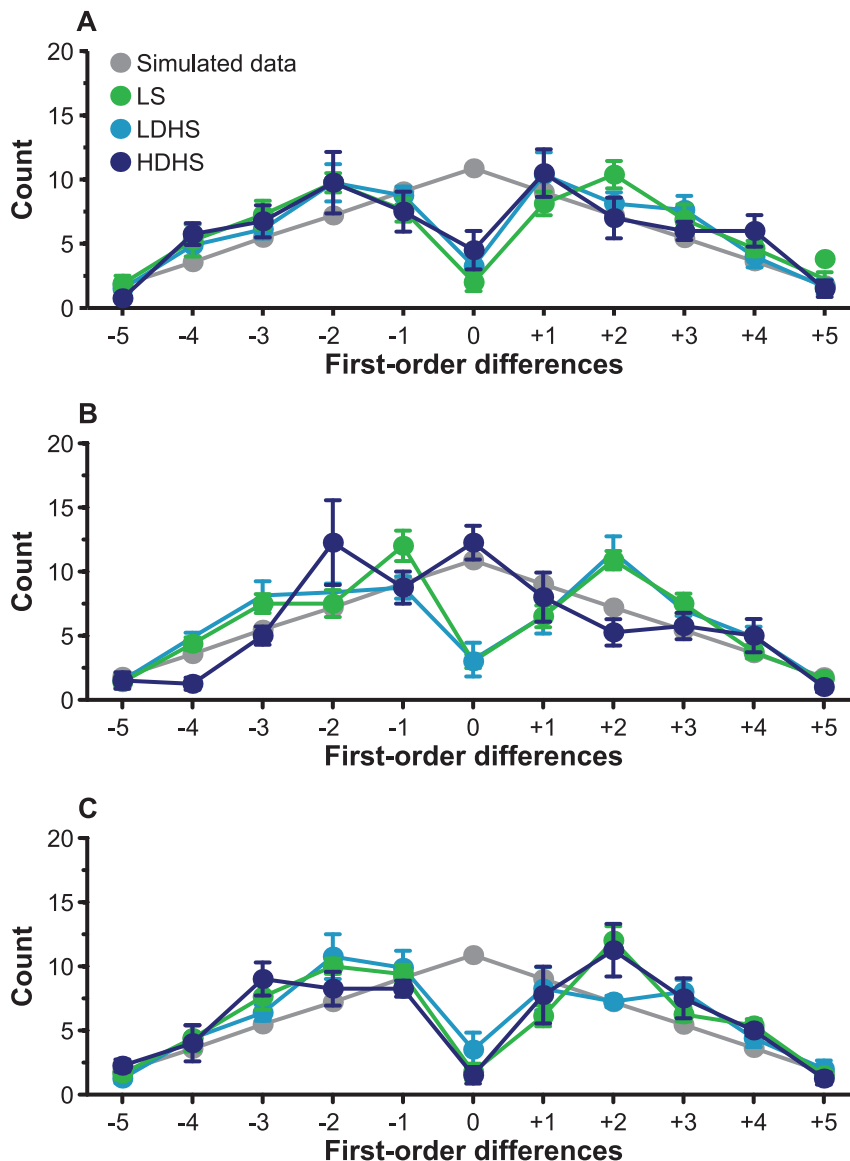 A
20
15
10
5
0
Count
Simulated data
LS
LDHS
HDHS
-5 -4 -3 -2 -1 0 +1 +2 +3 +4 +5
First-order differences
B
20
15
10
5
0
Count
-5 -4 -3 -2 -1 0 +1 +2 +3 +4 +5
First-order differences
C
20
15
10
5
0
Count
-5 -4 -3 -2 -1 0 +1 +2 +3 +4 +5
First-order differences